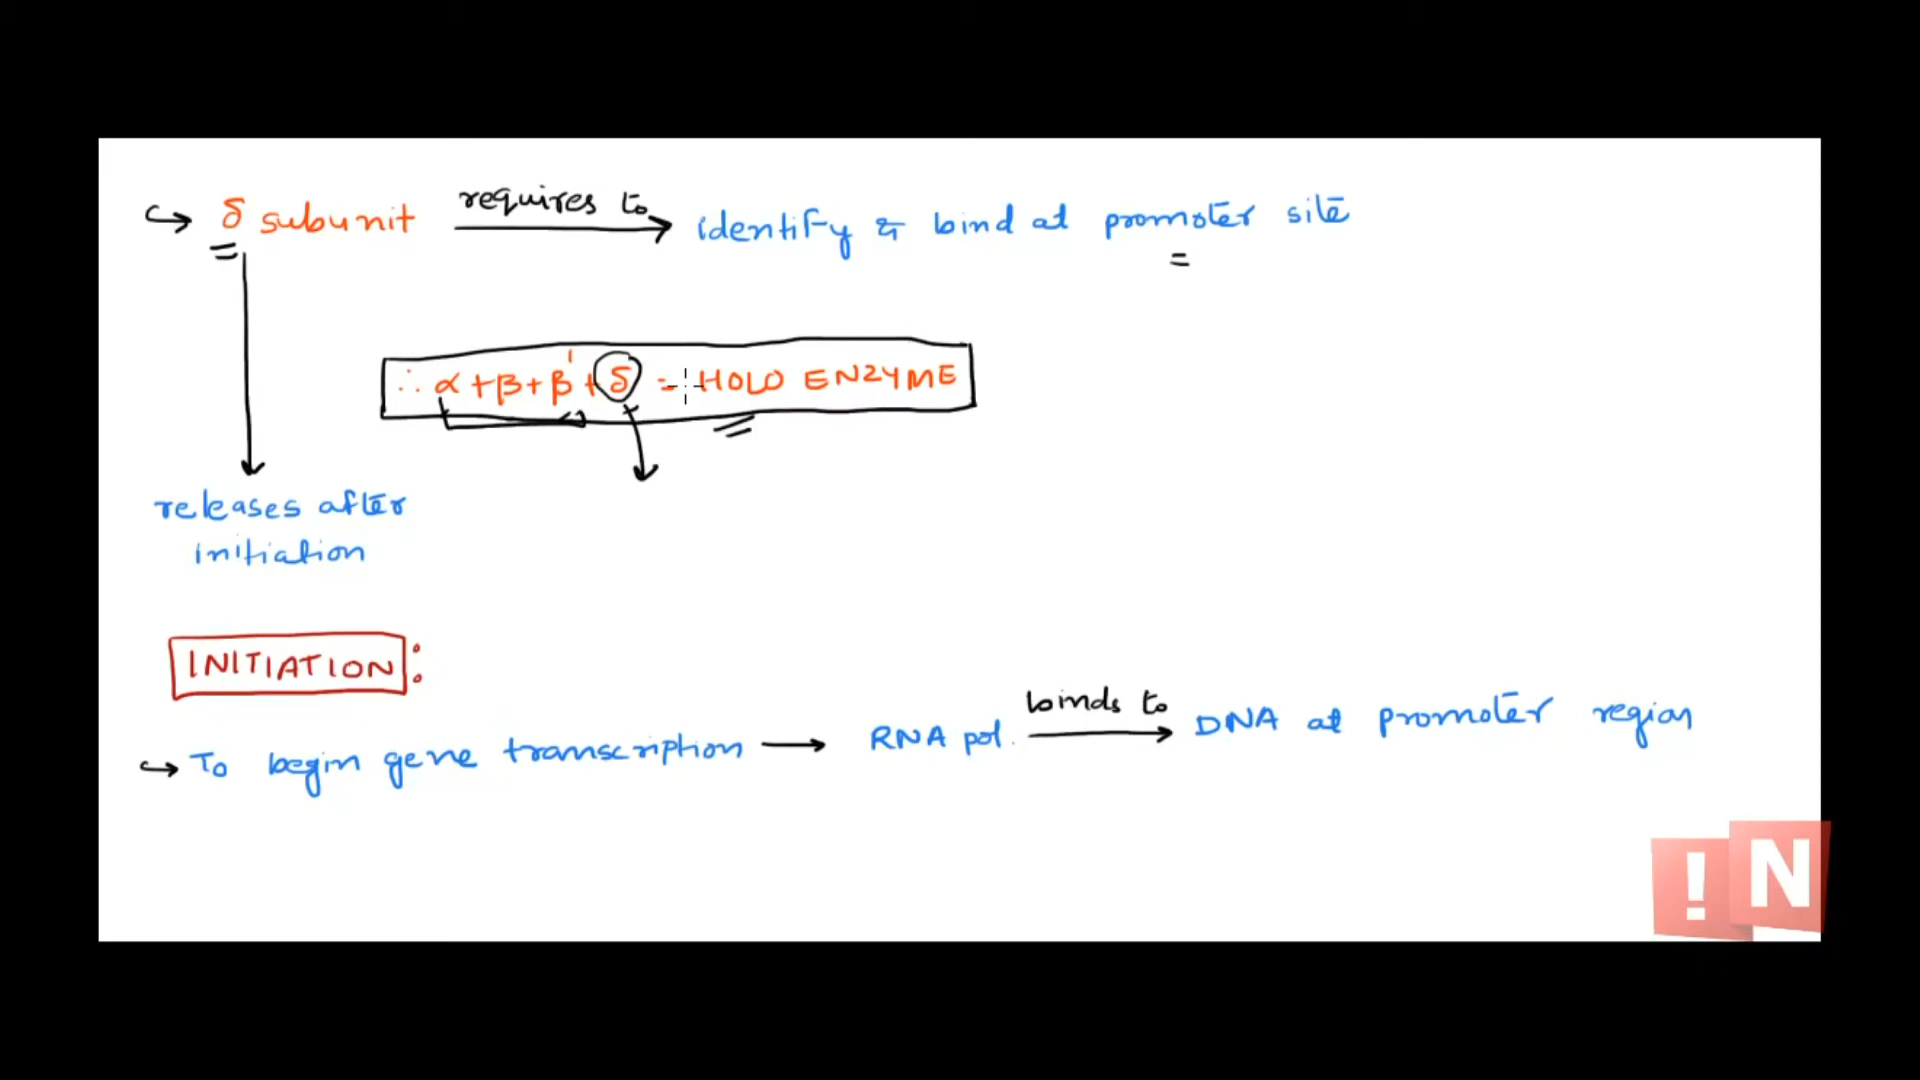 ↪ δ subunit requires to → identify & bind at promoter site
∴ α + β + β' + δ = HOLO ENZYME
releases after
initiation
INITIATION:
↪ To begin gene transcription → RNA pol. binds to → DNA at promoter region
! N